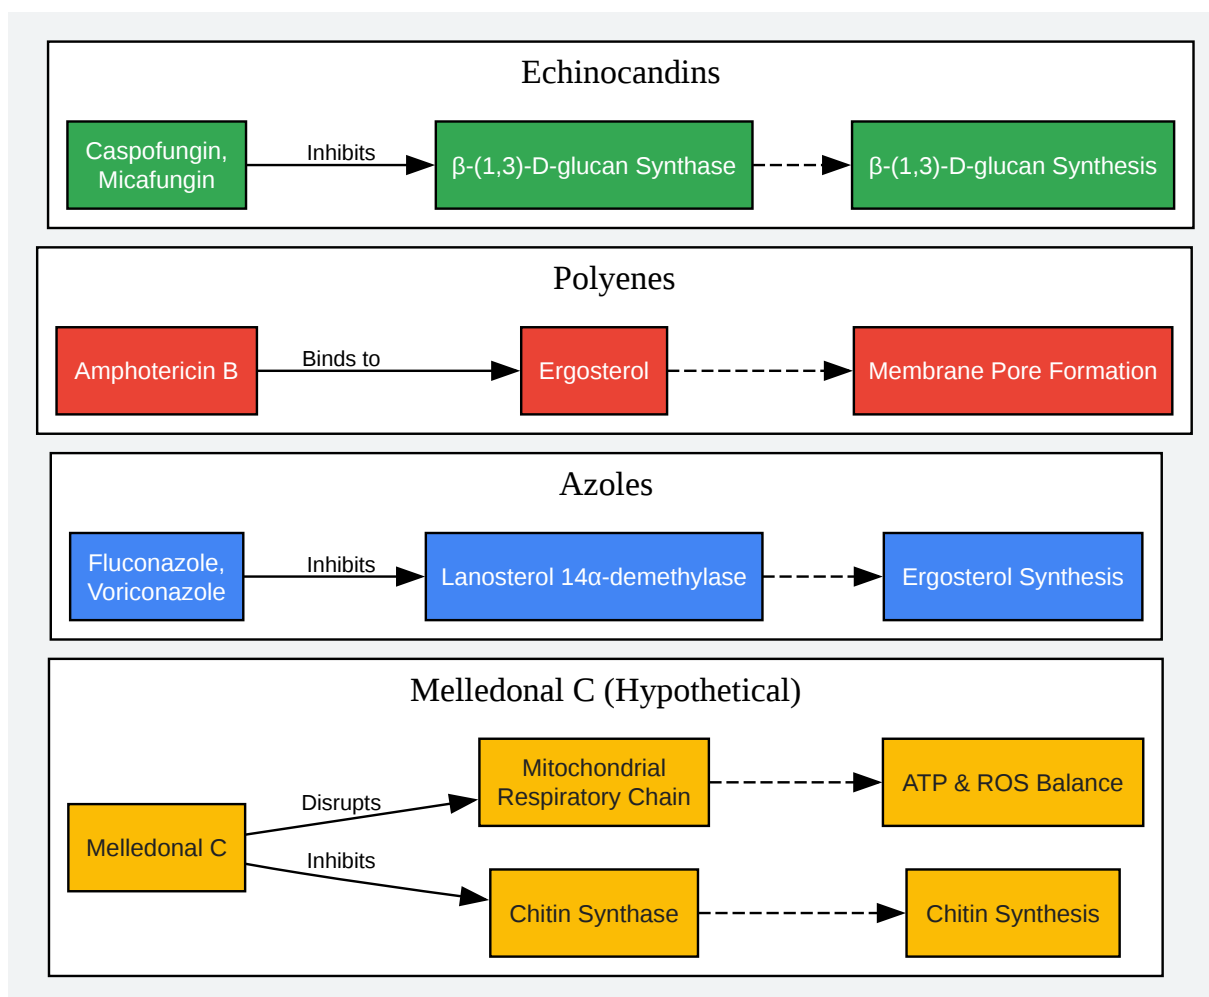 Echinocandins
Caspofungin,
Micafungin
Inhibits
β-(1,3)-D-glucan Synthase
β-(1,3)-D-glucan Synthesis
Polyenes
Amphotericin B
Binds to
Ergosterol
Membrane Pore Formation
Azoles
Fluconazole,
Voriconazole
Inhibits
Lanosterol 14α-demethylase
Ergosterol Synthesis
Melledonal C (Hypothetical)
Melledonal C
Disrupts
Mitochondrial
Respiratory Chain
ATP & ROS Balance
Inhibits
Chitin Synthase
Chitin Synthesis